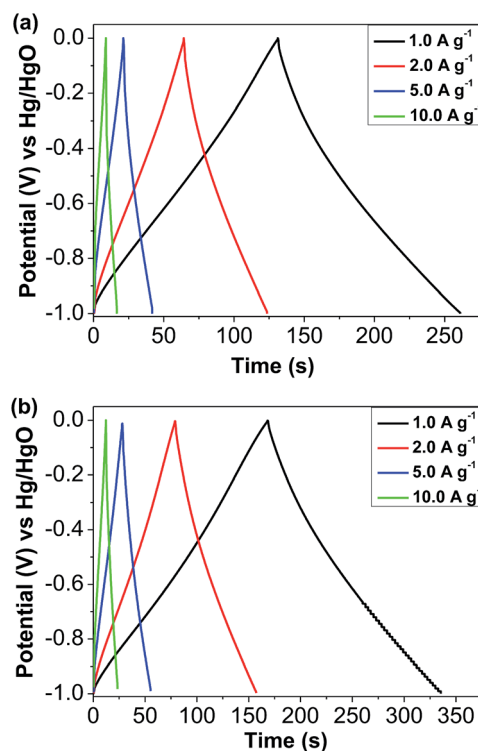 (a)
0.0
-0.2
-0.4
-0.6
-0.8
-1.0
Potential (V) vs Hg/HgO
1.0 A g⁻¹
2.0 A g⁻¹
5.0 A g⁻¹
10.0 A g⁻
0 50 100 150 200 250
Time (s)
(b)
0.0
-0.2
-0.4
-0.6
-0.8
-1.0
Potential (V) vs Hg/HgO
1.0 A g⁻¹
2.0 A g⁻¹
5.0 A g⁻¹
10.0 A g⁻
0 50 100 150 200 250 300 350
Time (s)